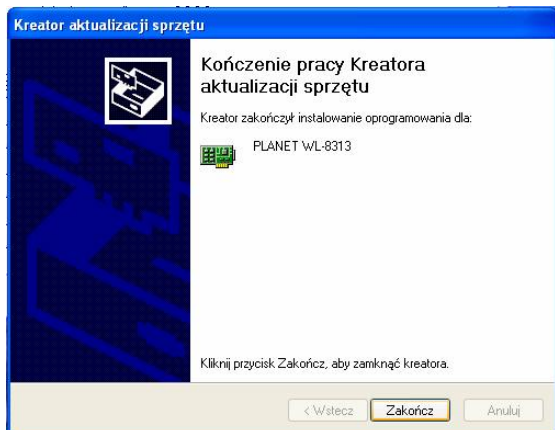 Kreator aktualizacji sprzętu
Kończenie pracy Kreatora
aktualizacji sprzętu
Kreator zakończył instalowanie oprogramowania dla:
PLANET WL-8313
Kliknij przycisk Zakończ, aby zamknąć kreatora.
< Wstecz
Zakończ
Anuluj